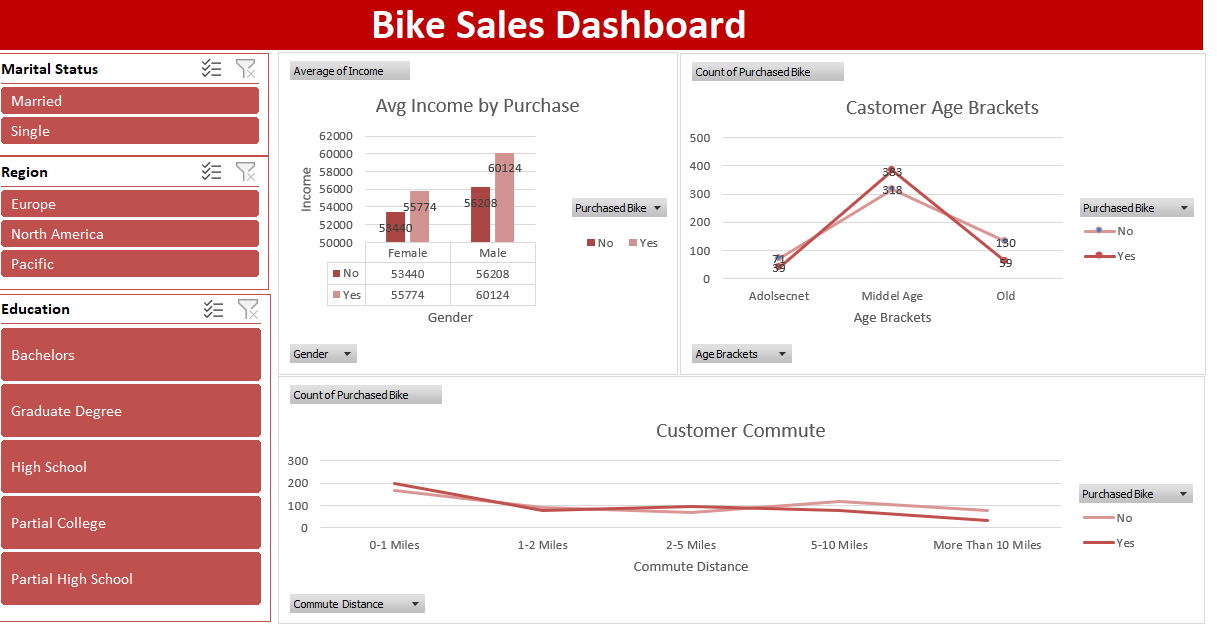 Bike Sales Dashboard
Marital Status
Married
Single
Region
Europe
North America
Pacific
Education
Bachelors
Graduate Degree
High School
Partial College
Partial High School
Average of Income
Avg Income by Purchase
62000
60000
58000
56000
54000
52000
50000
Income
53440
55774
56208
60124
Female Male
No 53440 56208
Yes 55774 60124
Gender
Purchased Bike
No Yes
Gender
Count of Purchased Bike
Castomer Age Brackets
500
400
300
200
100
0
71
39
383
318
130
59
Adolsecnet Middel Age Old
Age Brackets
Purchased Bike
No
Yes
Age Brackets
Count of Purchased Bike
Customer Commute
300
200
100
0
0-1 Miles 1-2 Miles 2-5 Miles 5-10 Miles More Than 10 Miles
Commute Distance
Purchased Bike
No
Yes
Commute Distance